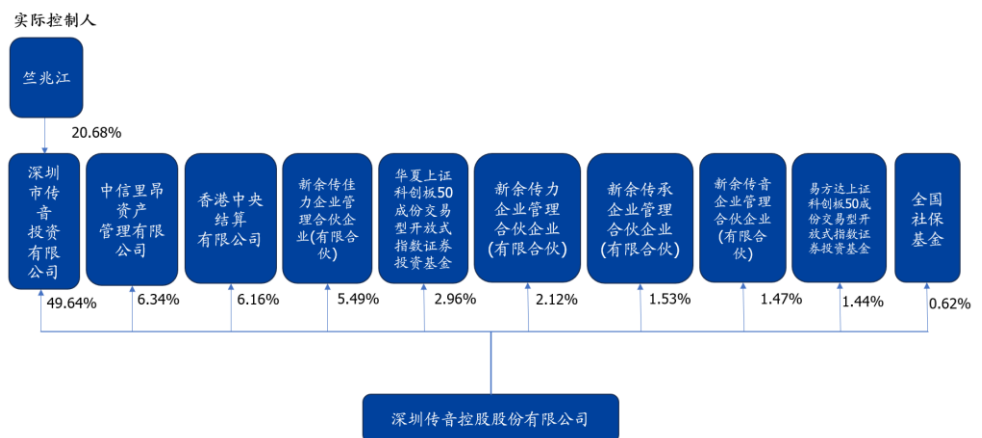 实际控制人
竺兆江
20.68%
深圳
市传音
投资有
限公司
中信里昂
资产
管理有限
公司
香港中央
结算
有限公司
新余传佳
力企业管
理合伙企
业(有限合
伙)
华夏上证
科创板50
成份交易
型开放式
指数证券
投资基金
新余传力
企业管理
合伙企业
(有限合伙)
新余传承
企业管理
合伙企业
(有限合伙)
新余传音
企业管理
合伙企业
(有限合
伙)
易方达上证
科创板50成
份交易型开
放式指数证
券投资基金
全国
社保
基金
49.64%
6.34%
6.16%
5.49%
2.96%
2.12%
1.53%
1.47%
1.44%
0.62%
深圳传音控股股份有限公司